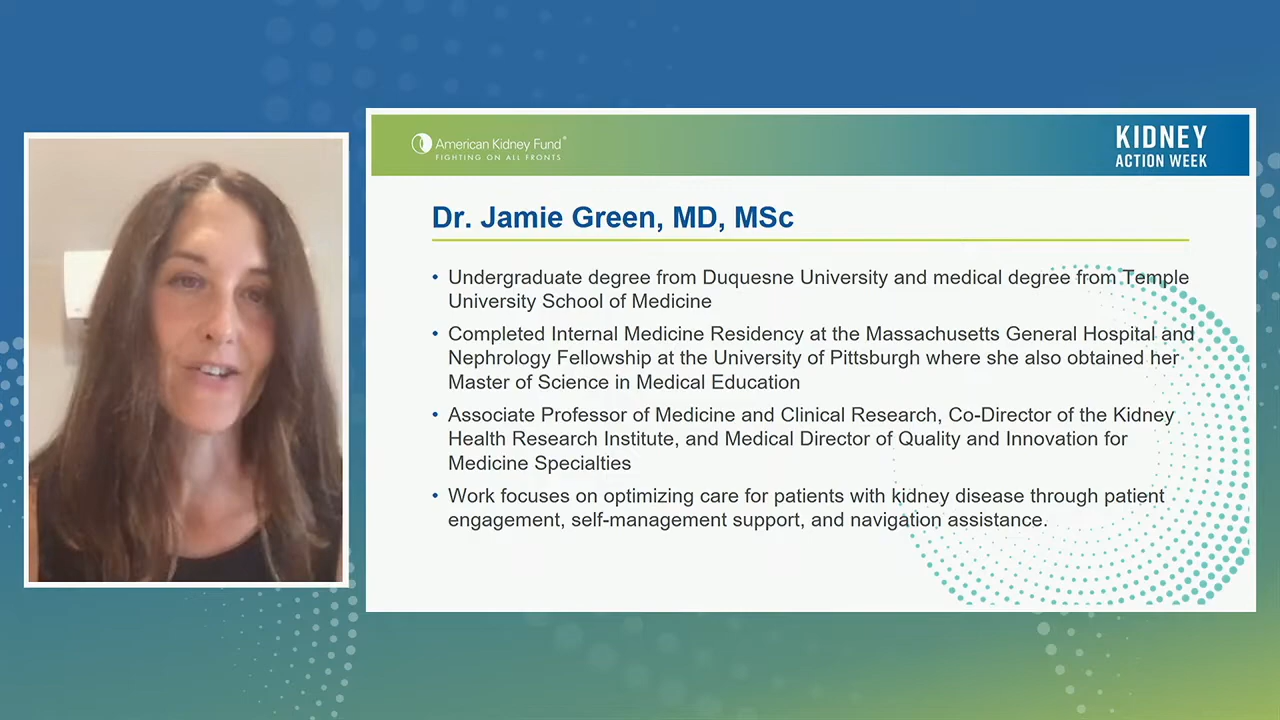 American Kidney Fund®
FIGHTING ON ALL FRONTS
KIDNEY
ACTION WEEK
Dr. Jamie Green, MD, MSc
• Undergraduate degree from Duquesne University and medical degree from Temple
University School of Medicine
• Completed Internal Medicine Residency at the Massachusetts General Hospital and
Nephrology Fellowship at the University of Pittsburgh where she also obtained her
Master of Science in Medical Education
• Associate Professor of Medicine and Clinical Research, Co-Director of the Kidney
Health Research Institute, and Medical Director of Quality and Innovation for
Medicine Specialties
• Work focuses on optimizing care for patients with kidney disease through patient
engagement, self-management support, and navigation assistance.